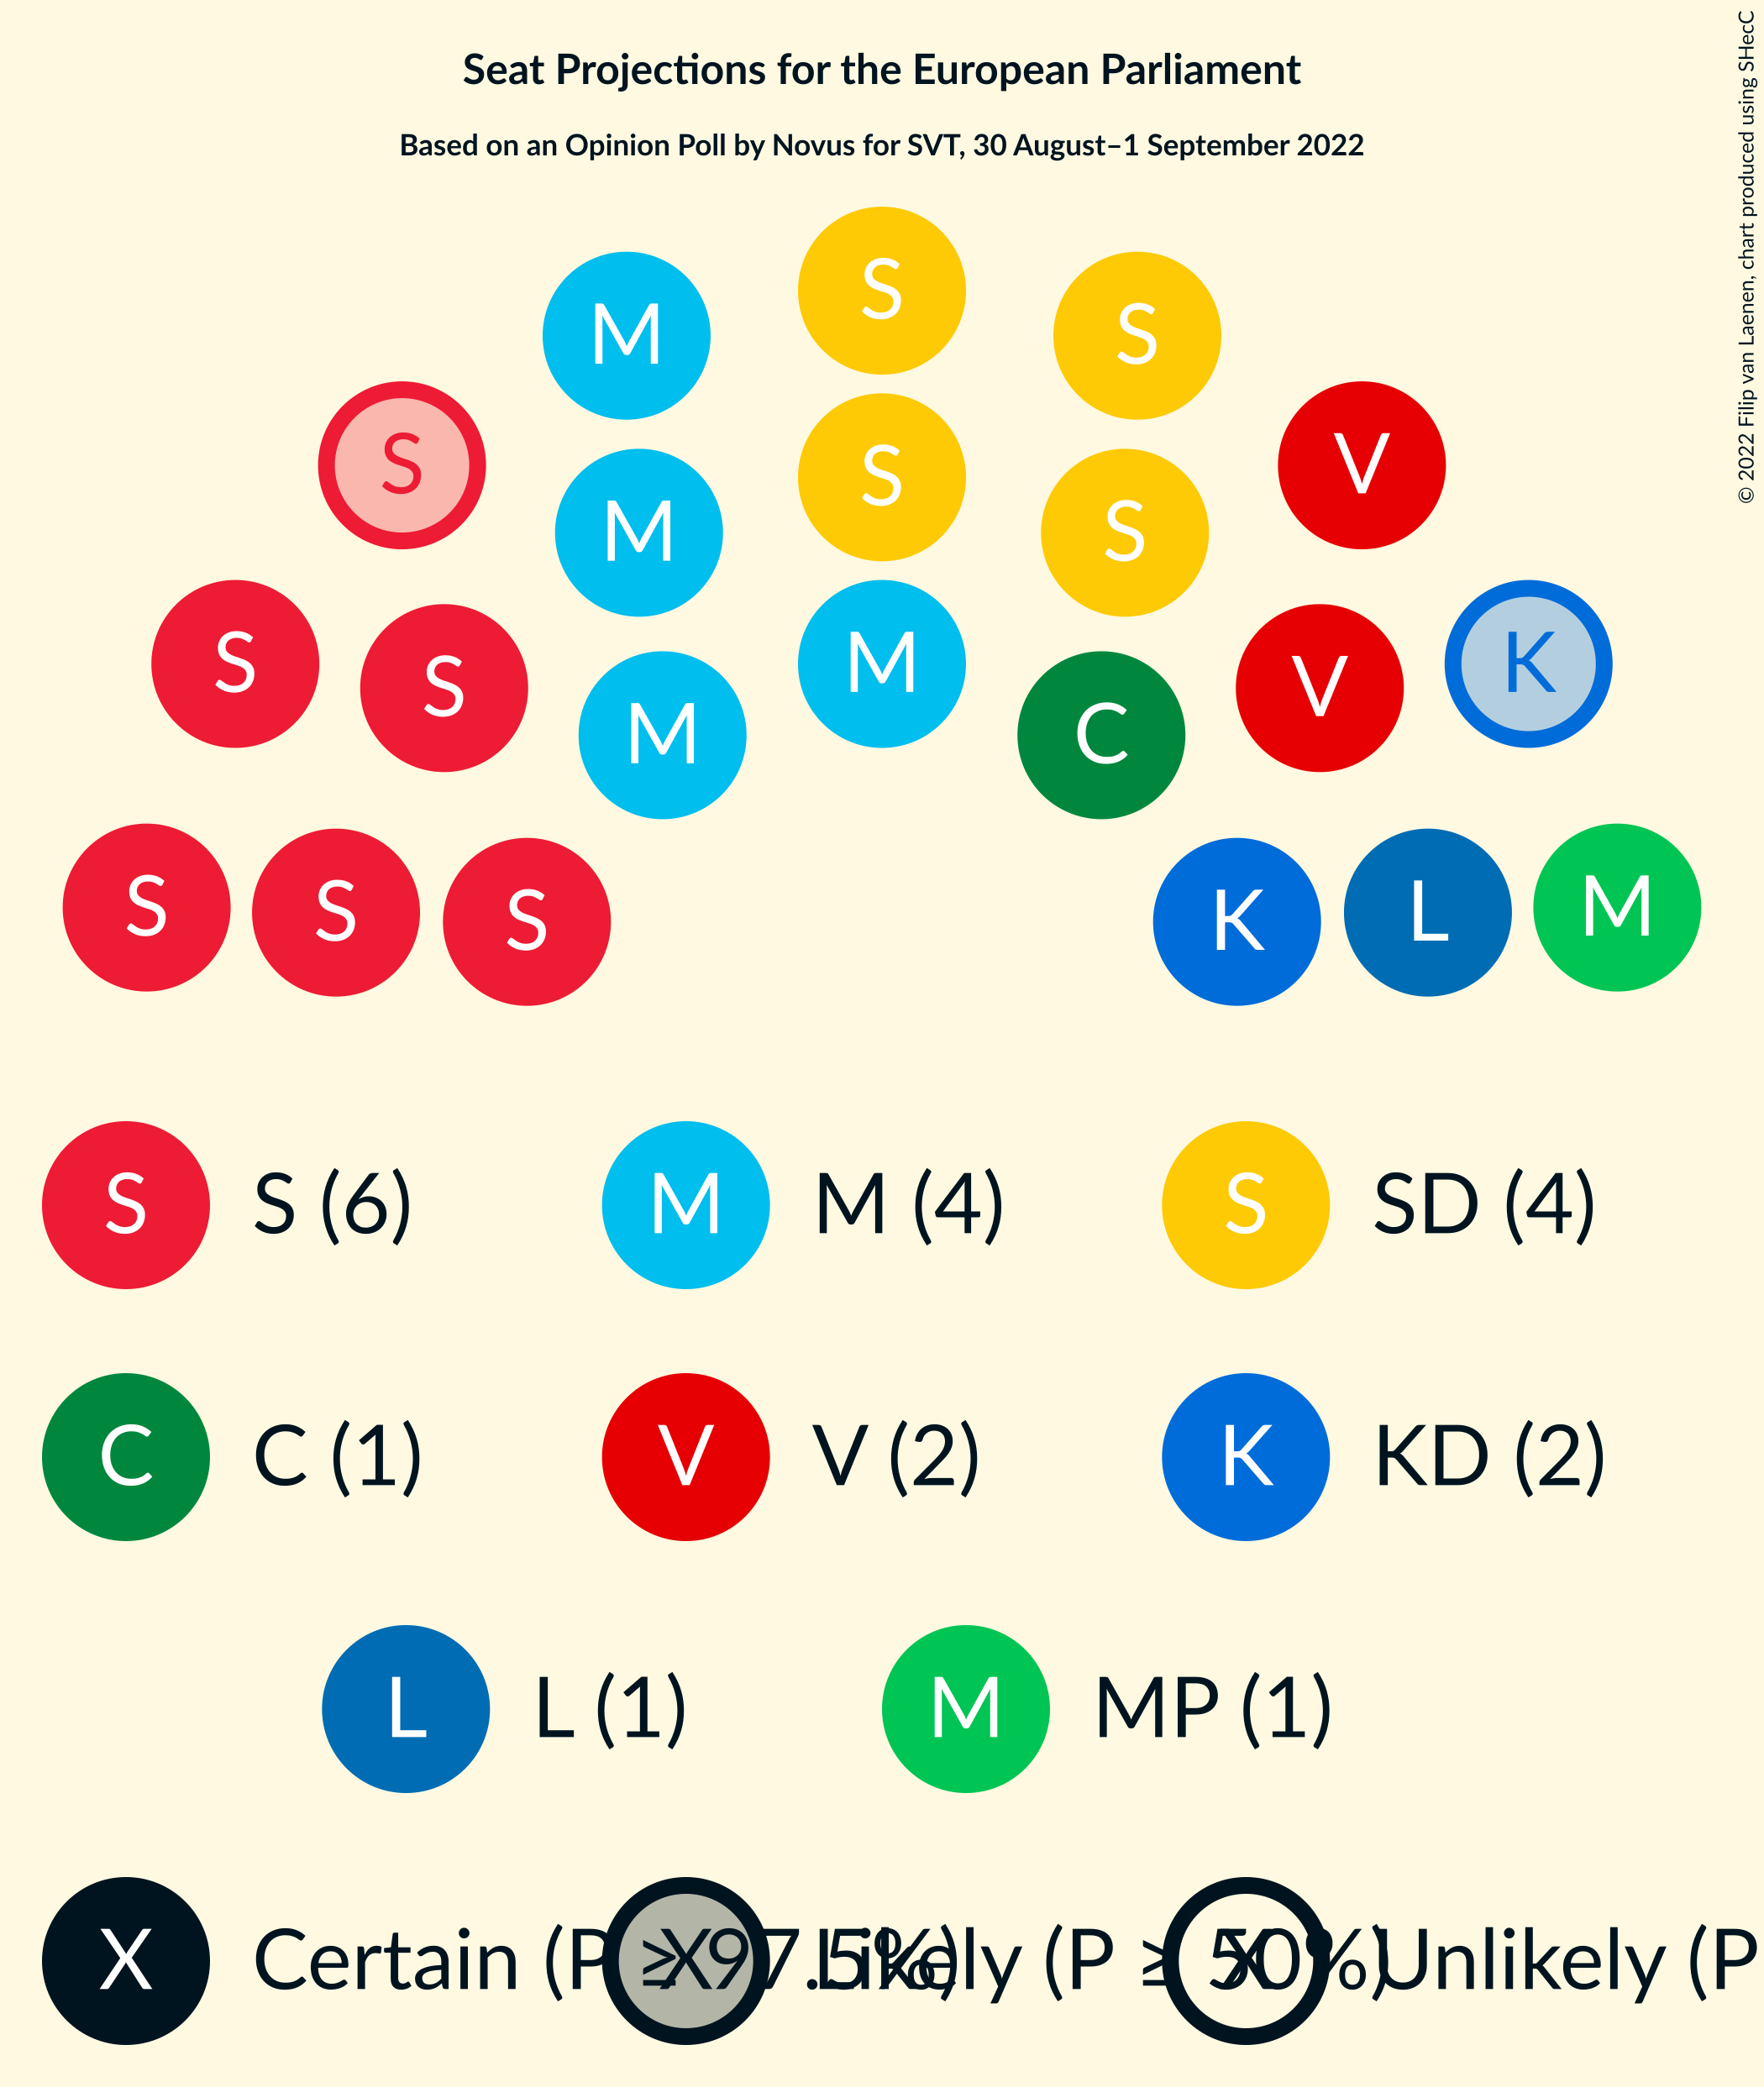 Seat Projections for the European Parliament
Based on an Opinion Poll by Novus for SVT, 30 August–1 September 2022
© 2022 Filip van Laenen, chart produced using SHecC
S
M S
S V
S S
M S
S M K
S V
M C
S M
S L
S K
S S (6) M M (4) S SD (4)
C C (1) V V (2) K KD (2)
L L (1) M MP (1)
X Certain (P ≥ 97.5%) X Likely (P ≥ 50%) X Unlikely (P